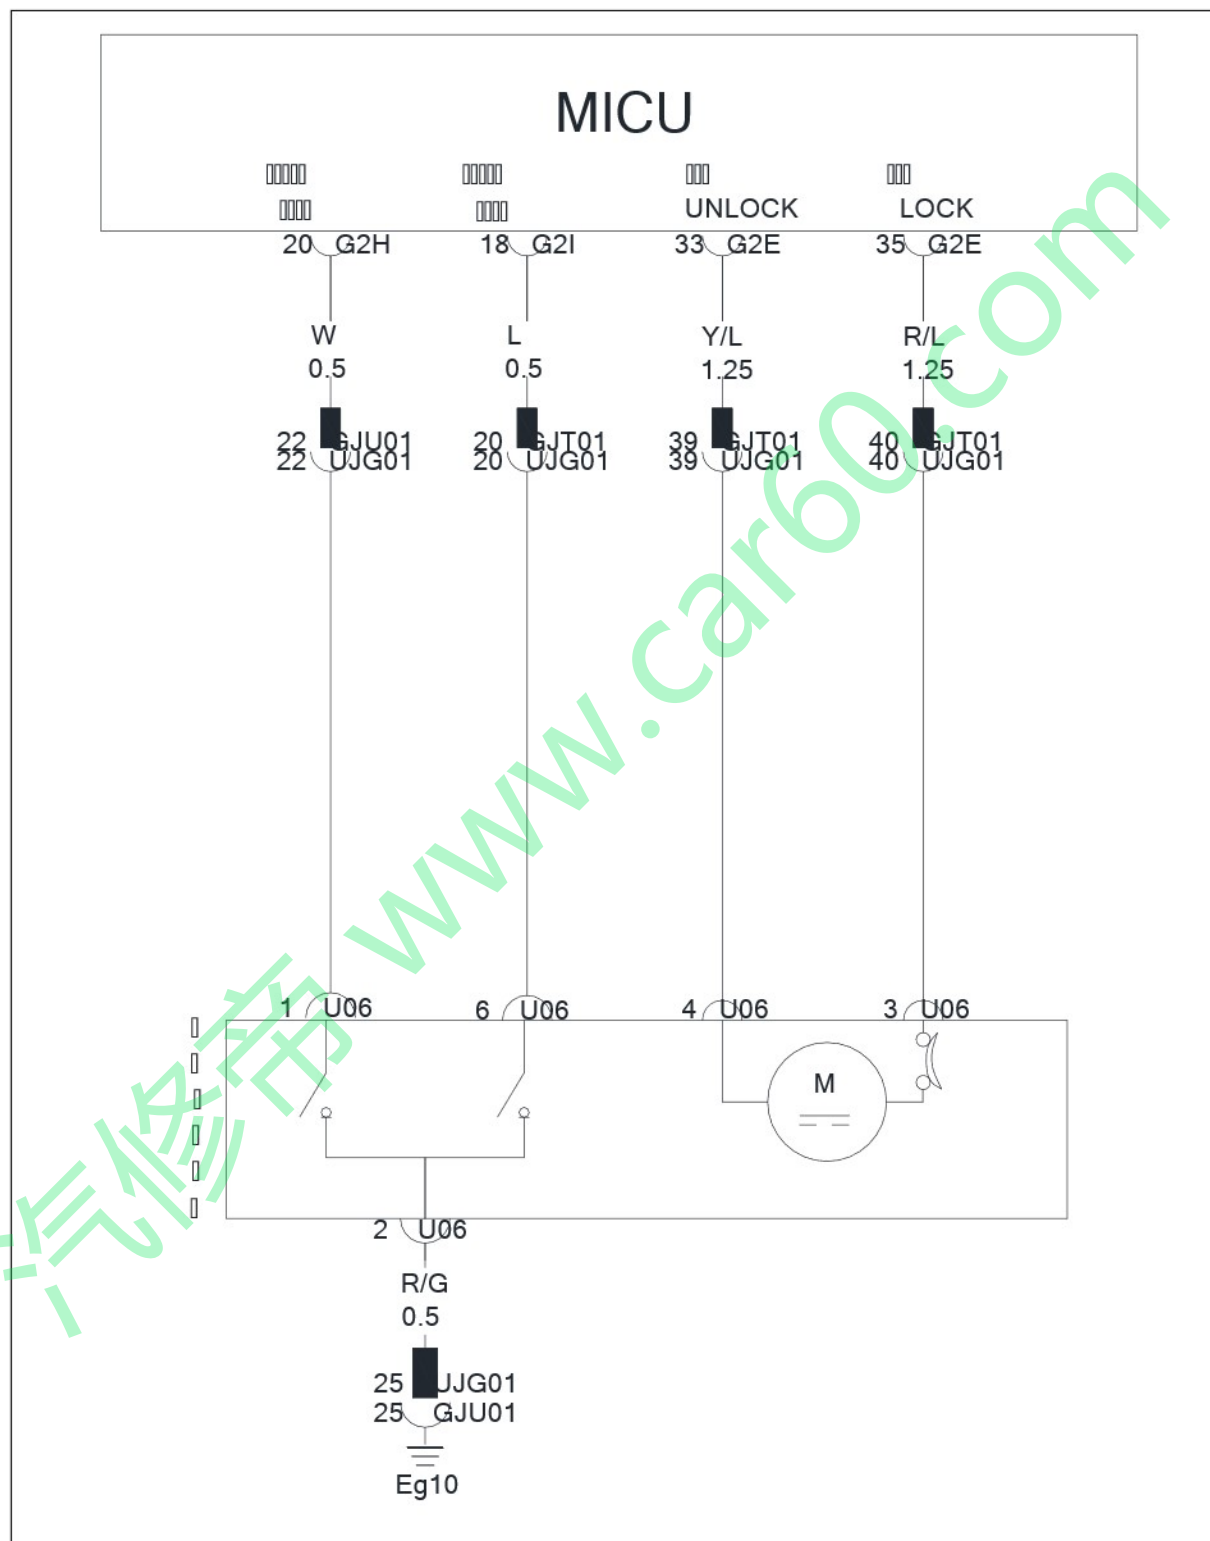 MICU
UNLOCK LOCK
20 G2H 18 G2I 33 G2E 35 G2E
W L Y/L R/L
0.5 0.5 1.25 1.25
22 GJU01 20 GJT01 39 GJT01 40 GJT01
22 UJG01 20 UJG01 39 UJG01 40 UJG01
1 U06 6 U06 4 U06 3 U06
M
2 U06
R/G
0.5
25 UJG01
25 GJU01
Eg10
汽修帝 www.car60.com